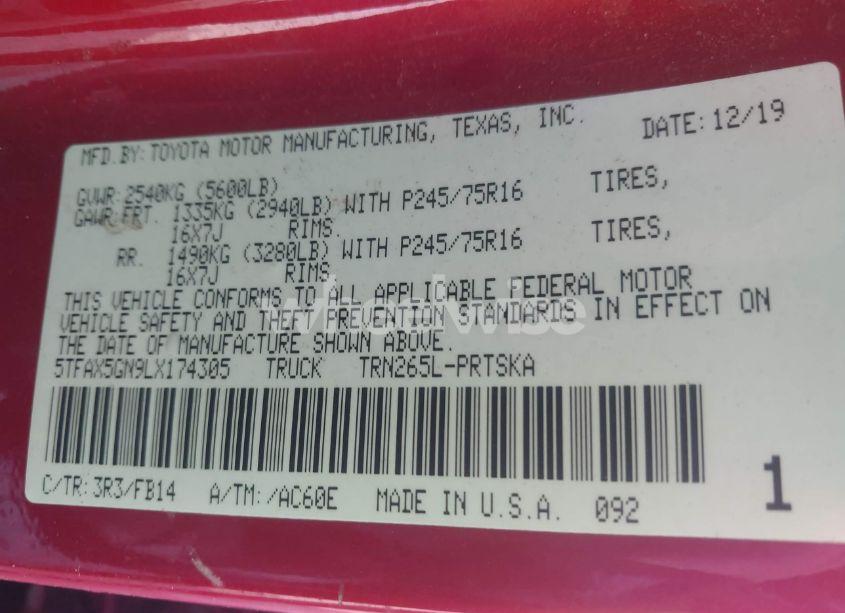 MFD.BY:TOYOTA MOTOR MANUFACTURING, TEXAS, INC. DATE:12/19
GVWR:2540KG (5600LB)
GAWR:FRT. 1335KG (2940LB) WITH P245/75R16 TIRES,
16X7J RIMS.
RR. 1490KG (3280LB) WITH P245/75R16 TIRES,
16X7J RIMS.
THIS VEHICLE CONFORMS TO ALL APPLICABLE FEDERAL MOTOR
VEHICLE SAFETY AND THEFT PREVENTION STANDARDS IN EFFECT ON
THE DATE OF MANUFACTURE SHOWN ABOVE.
5TFAX5GN9LX174305 TRUCK TRN265L-PRTSKA
C/TR:3R3/FB14 A/TM:/AC60E MADE IN U.S.A. 092 1